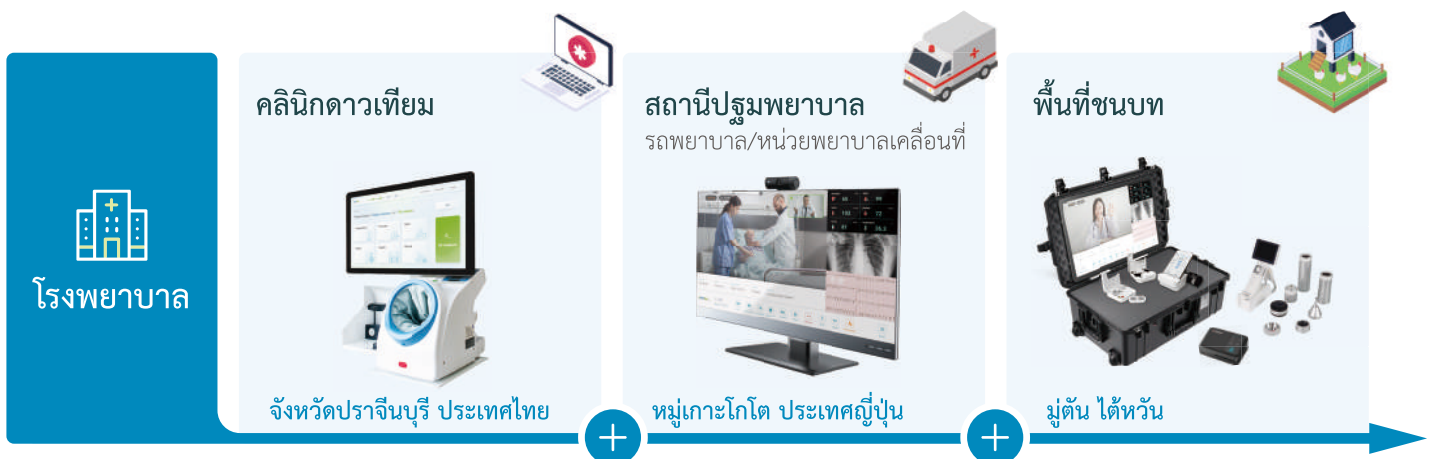 โรงพยาบาล
คลินิกดาวเทียม
จังหวัดปราจีนบุรี ประเทศไทย
สถานีปฐมพยาบาล
รถพยาบาล/หน่วยพยาบาลเคลื่อนที่
หมู่เกาะโกโต ประเทศญี่ปุ่น
พื้นที่ชนบท
มู่ตัน ไต้หวัน